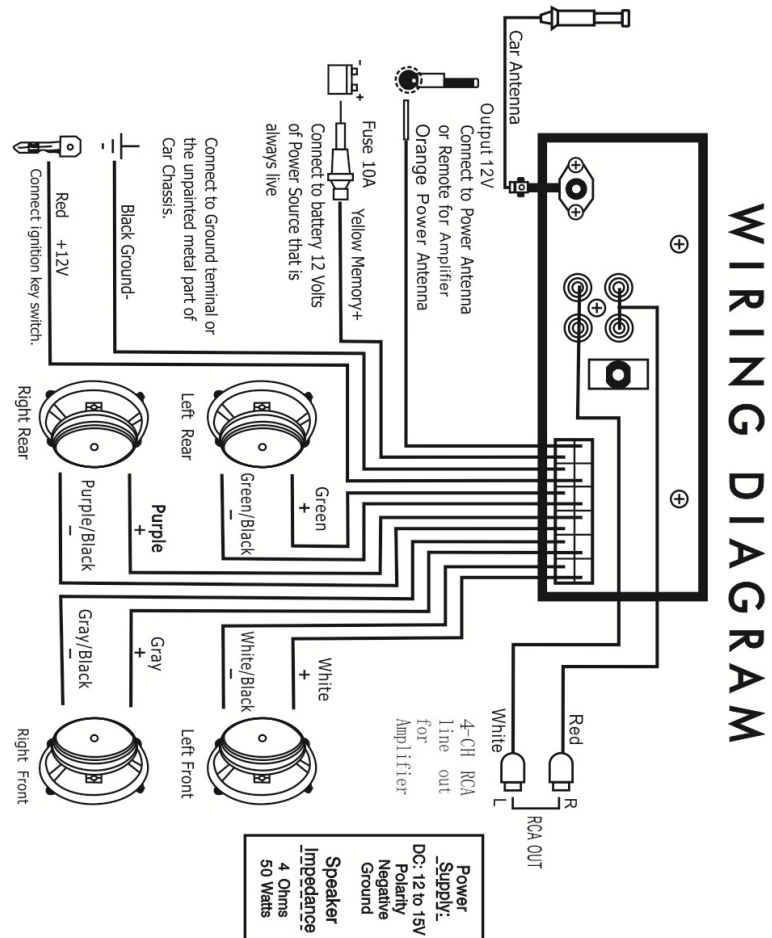 WIRING DIAGRAM
Car Antenna
Output 12V
Connect to Power Antenna
or Remote for Amplifier
Orange Power Antenna
- +
Fuse 10A
Yellow Memory+
Connect to battery 12 Volts
of Power Source that is
always live
Connect to Ground teminal or
the unpainted metal part of
Car Chassis.
Black Ground-
Red +12V
Connect ignition key switch.
Left Rear
Green
+
Green/Black
-
Right Rear
Purple
+
Purple/Black
-
White
+
White/Black
-
Left Front
Gray
+
Gray/Black
-
Right Front
Red
White
R
L
RCA OUT
4-CH RCA
line out
for
Amplifier
Power
Supply:
DC: 12 to 15V
Polarity
Negative
Ground
Speaker
Impedance
4 Ohms
50 Watts